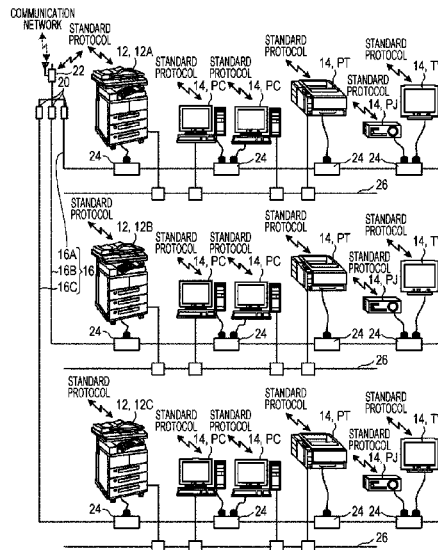 COMMUNICATION
NETWORK
STANDARD
PROTOCOL
12, 12A
STANDARD
PROTOCOL
STANDARD
PROTOCOL
14, PC
14, PC
STANDARD
PROTOCOL
14, PT
STANDARD
PROTOCOL
14, PJ
STANDARD
PROTOCOL
14, T
22
20
24
24
24
24
26
STANDARD
PROTOCOL
12, 12B
STANDARD
PROTOCOL
STANDARD
PROTOCOL
14, PC
14, PC
STANDARD
PROTOCOL
14, PT
STANDARD
PROTOCOL
14, PJ
STANDARD
PROTOCOL
14, T
16A
16B
16C
16
24
24
24
24
26
STANDARD
PROTOCOL
12, 12C
STANDARD
PROTOCOL
STANDARD
PROTOCOL
14, PC
14, PC
STANDARD
PROTOCOL
14, PT
STANDARD
PROTOCOL
14, PJ
STANDARD
PROTOCOL
14, T
24
24
24
24
26